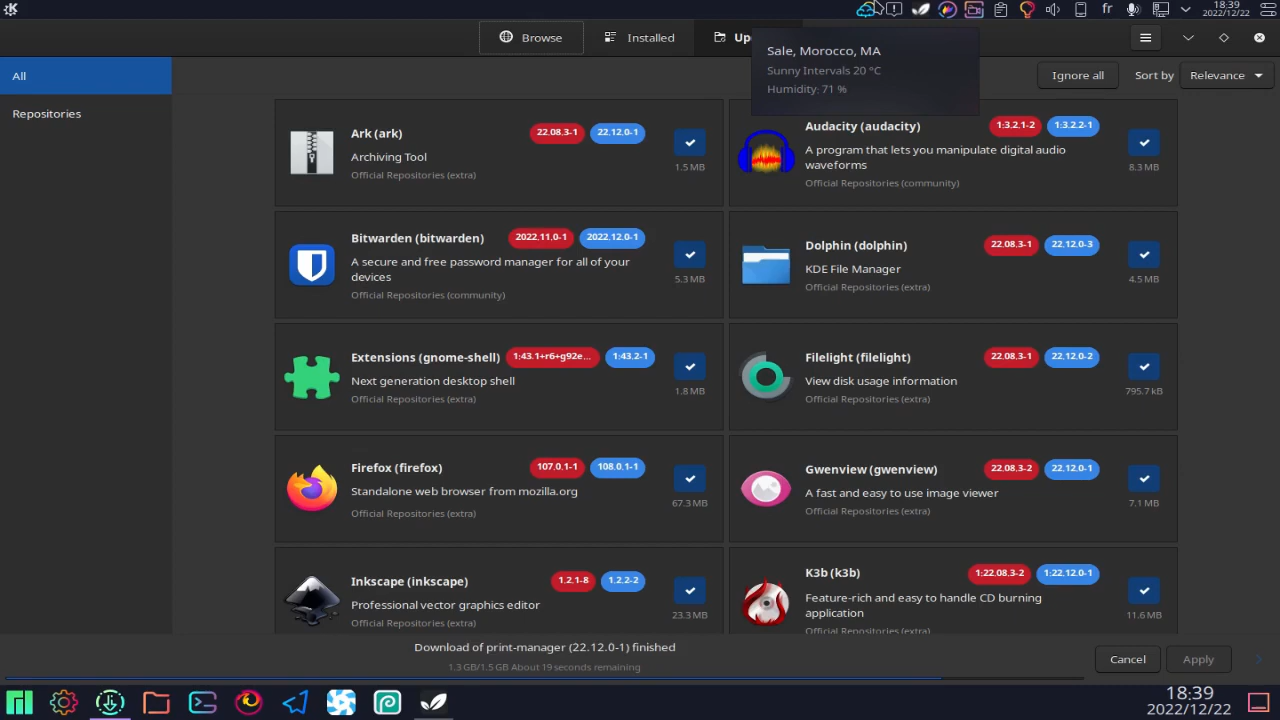 fr
18:39
2022/12/22
Browse
Installed
Up
Sale, Morocco, MA
Sunny Intervals 20 °C
Humidity: 71 %
All
Repositories
Ignore all
Sort by
Relevance
Ark (ark)
22.08.3-1
22.12.0-1
Archiving Tool
Official Repositories (extra)
1.5 MB
Audacity (audacity)
1:3.2.1-2
1:3.2.2-1
A program that lets you manipulate digital audio
waveforms
Official Repositories (community)
8.3 MB
Bitwarden (bitwarden)
2022.11.0-1
2022.12.0-1
A secure and free password manager for all of your
devices
Official Repositories (community)
5.3 MB
Dolphin (dolphin)
22.08.3-1
22.12.0-3
KDE File Manager
Official Repositories (extra)
4.5 MB
Extensions (gnome-shell)
1:43.1+r6+g92e...
1:43.2-1
Next generation desktop shell
Official Repositories (extra)
1.8 MB
Filelight (filelight)
22.08.3-1
22.12.0-2
View disk usage information
Official Repositories (extra)
795.7 kB
Firefox (firefox)
107.0.1-1
108.0.1-1
Standalone web browser from mozilla.org
Official Repositories (extra)
67.3 MB
Gwenview (gwenview)
22.08.3-2
22.12.0-1
A fast and easy to use image viewer
Official Repositories (extra)
7.1 MB
Inkscape (inkscape)
1.2.1-8
1.2.2-2
Professional vector graphics editor
Official Repositories (extra)
23.3 MB
K3b (k3b)
1:22.08.3-2
1:22.12.0-1
Feature-rich and easy to handle CD burning
application
Official Repositories (extra)
11.6 MB
Download of print-manager (22.12.0-1) finished
1.3 GB/1.5 GB About 19 seconds remaining
Cancel
Apply
18:39
2022/12/22